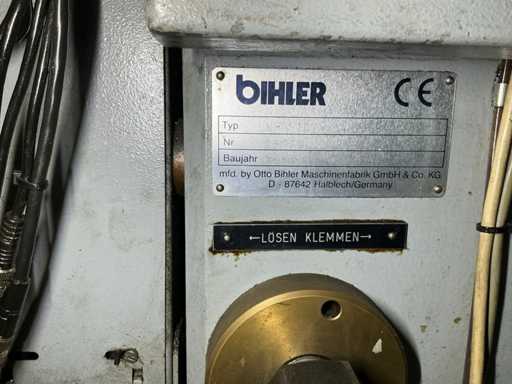 bIHLER CE
Typ
Nr
Baujahr
mfd. by Otto Bihler Maschinenfabrik GmbH & Co. KG
D - 87642 Halblech/Germany
←LÖSEN KLEMMEN→